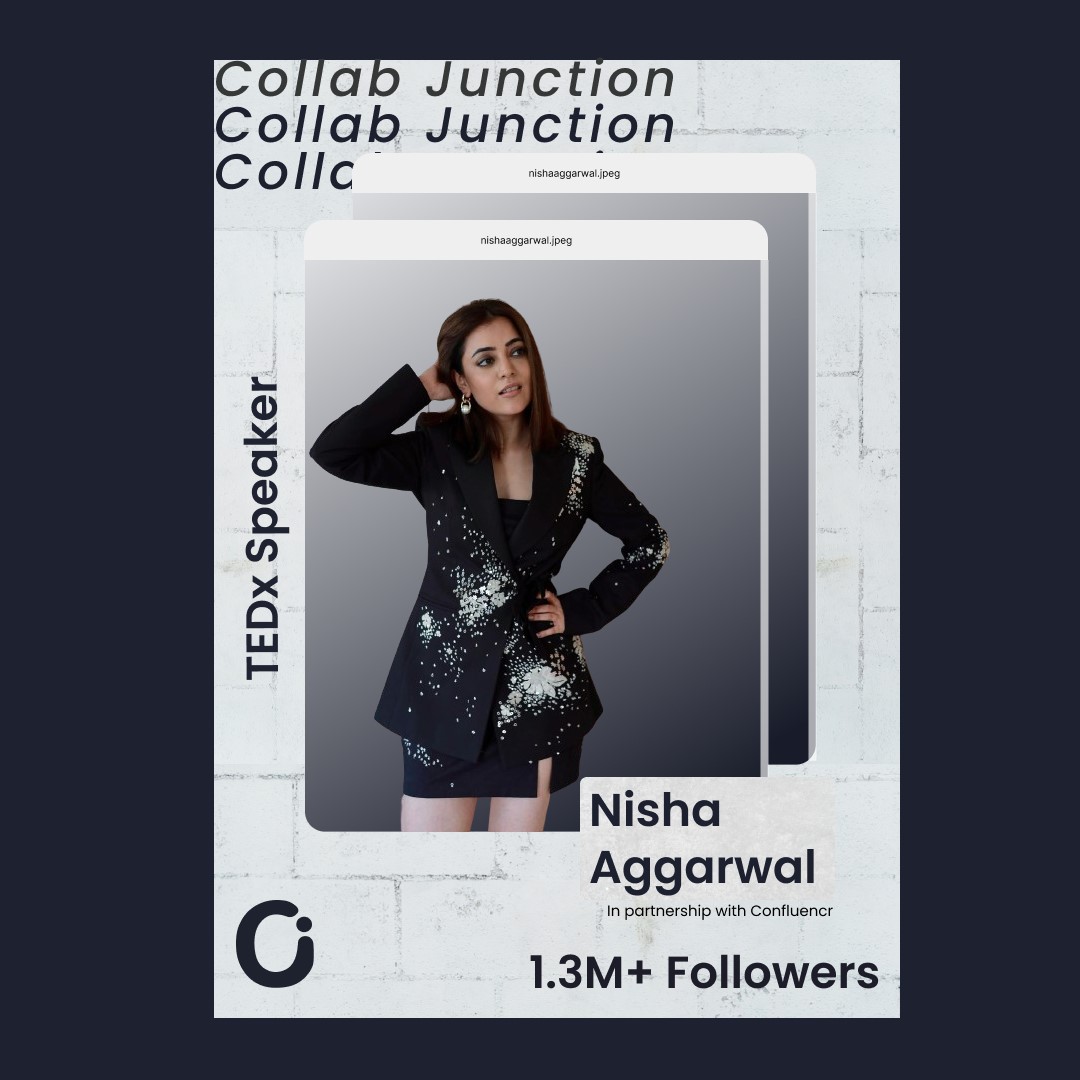 Collab Junction
Collab Junction
Colla
nishaaggarwal.jpeg
nishaaggarwal.jpeg
TEDx Speaker
Nisha
Aggarwal
In partnership with Confluencr
1.3M+ Followers